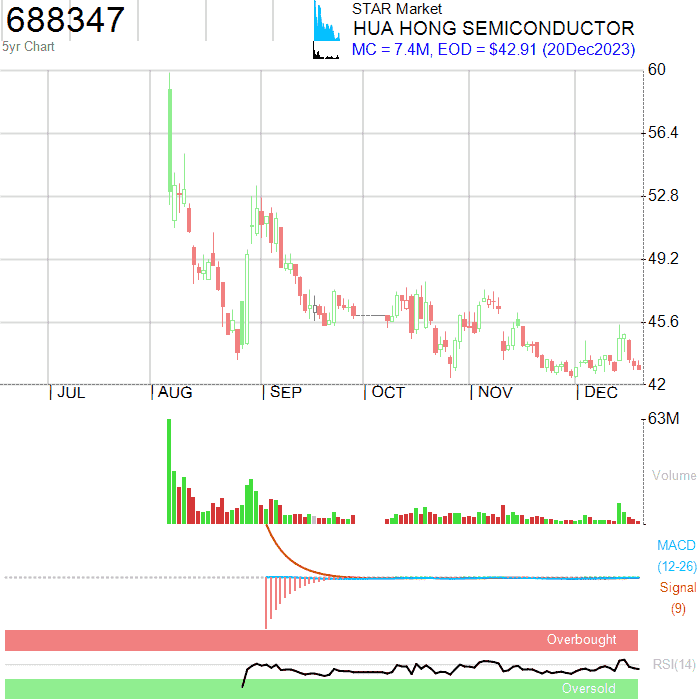 688347
5yr Chart
STAR Market
HUA HONG SEMICONDUCTOR
MC = 7.4M, EOD = $42.91 (20Dec2023)
60
56.4
52.8
49.2
45.6
42
JUL
AUG
SEP
OCT
NOV
DEC
63M
Volume
MACD
(12-26)
Signal
(9)
Overbought
RSI(14)
Oversold